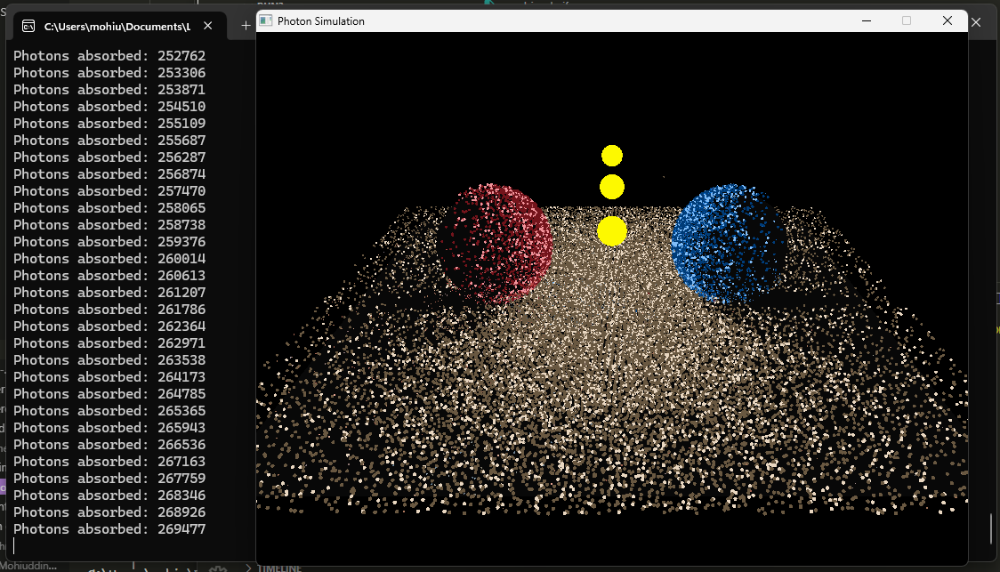 C:\Users\mohiu\Documents\L
Photon Simulation
Photons absorbed: 252762
Photons absorbed: 253306
Photons absorbed: 253871
Photons absorbed: 254510
Photons absorbed: 255109
Photons absorbed: 255687
Photons absorbed: 256287
Photons absorbed: 256874
Photons absorbed: 257470
Photons absorbed: 258065
Photons absorbed: 258738
Photons absorbed: 259376
Photons absorbed: 260014
Photons absorbed: 260613
Photons absorbed: 261207
Photons absorbed: 261786
Photons absorbed: 262364
Photons absorbed: 262971
Photons absorbed: 263538
Photons absorbed: 264173
Photons absorbed: 264785
Photons absorbed: 265365
Photons absorbed: 265943
Photons absorbed: 266536
Photons absorbed: 267163
Photons absorbed: 267759
Photons absorbed: 268346
Photons absorbed: 268926
Photons absorbed: 269477
Mohiuddin...
TIMELINE